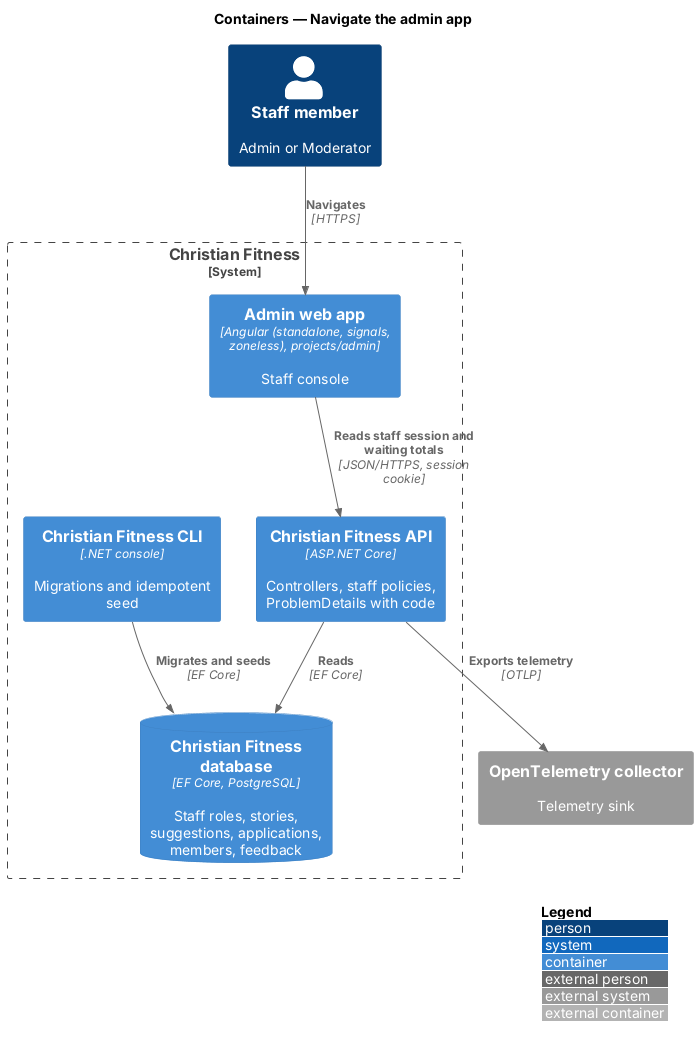 Containers — Navigate the admin app
Staff member
Admin or Moderator
Navigates
[HTTPS]
Christian Fitness
[System]
Admin web app
[Angular (standalone, signals,
zoneless), projects/admin]
Staff console
Reads staff session and
waiting totals
[JSON/HTTPS, session
cookie]
Christian Fitness CLI
[.NET console]
Migrations and idempotent
seed
Christian Fitness API
[ASP.NET Core]
Controllers, staff policies,
ProblemDetails with code
Migrates and seeds
[EF Core]
Reads
[EF Core]
Exports telemetry
[OTLP]
Christian Fitness
database
[EF Core, PostgreSQL]
Staff roles, stories,
suggestions, applications,
members, feedback
OpenTelemetry collector
Telemetry sink
Legend
person
system
container
external person
external system
external container